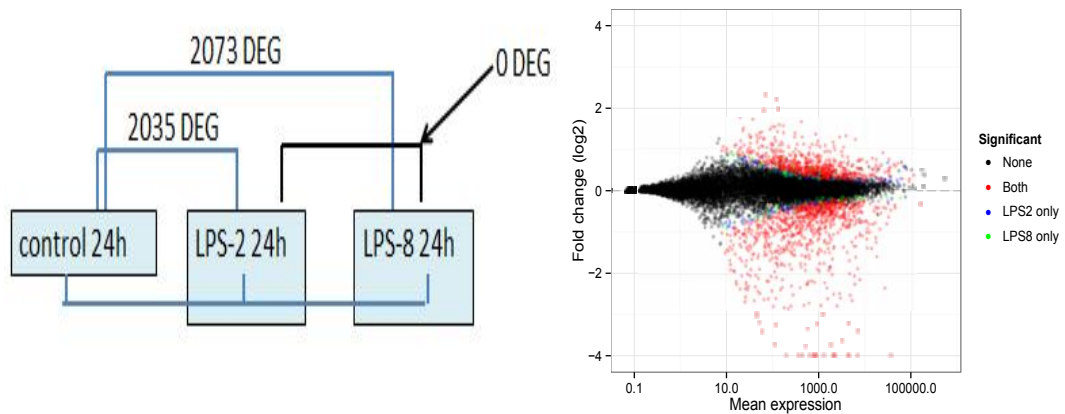 2073 DEG
0 DEG
2035 DEG
control 24h
LPS-2 24h
LPS-8 24h
Fold change (log2)
4
2
0
−2
−4
0.1
10.0
1000.0
100000.0
Mean expression
Significant
None
Both
LPS2 only
LPS8 only